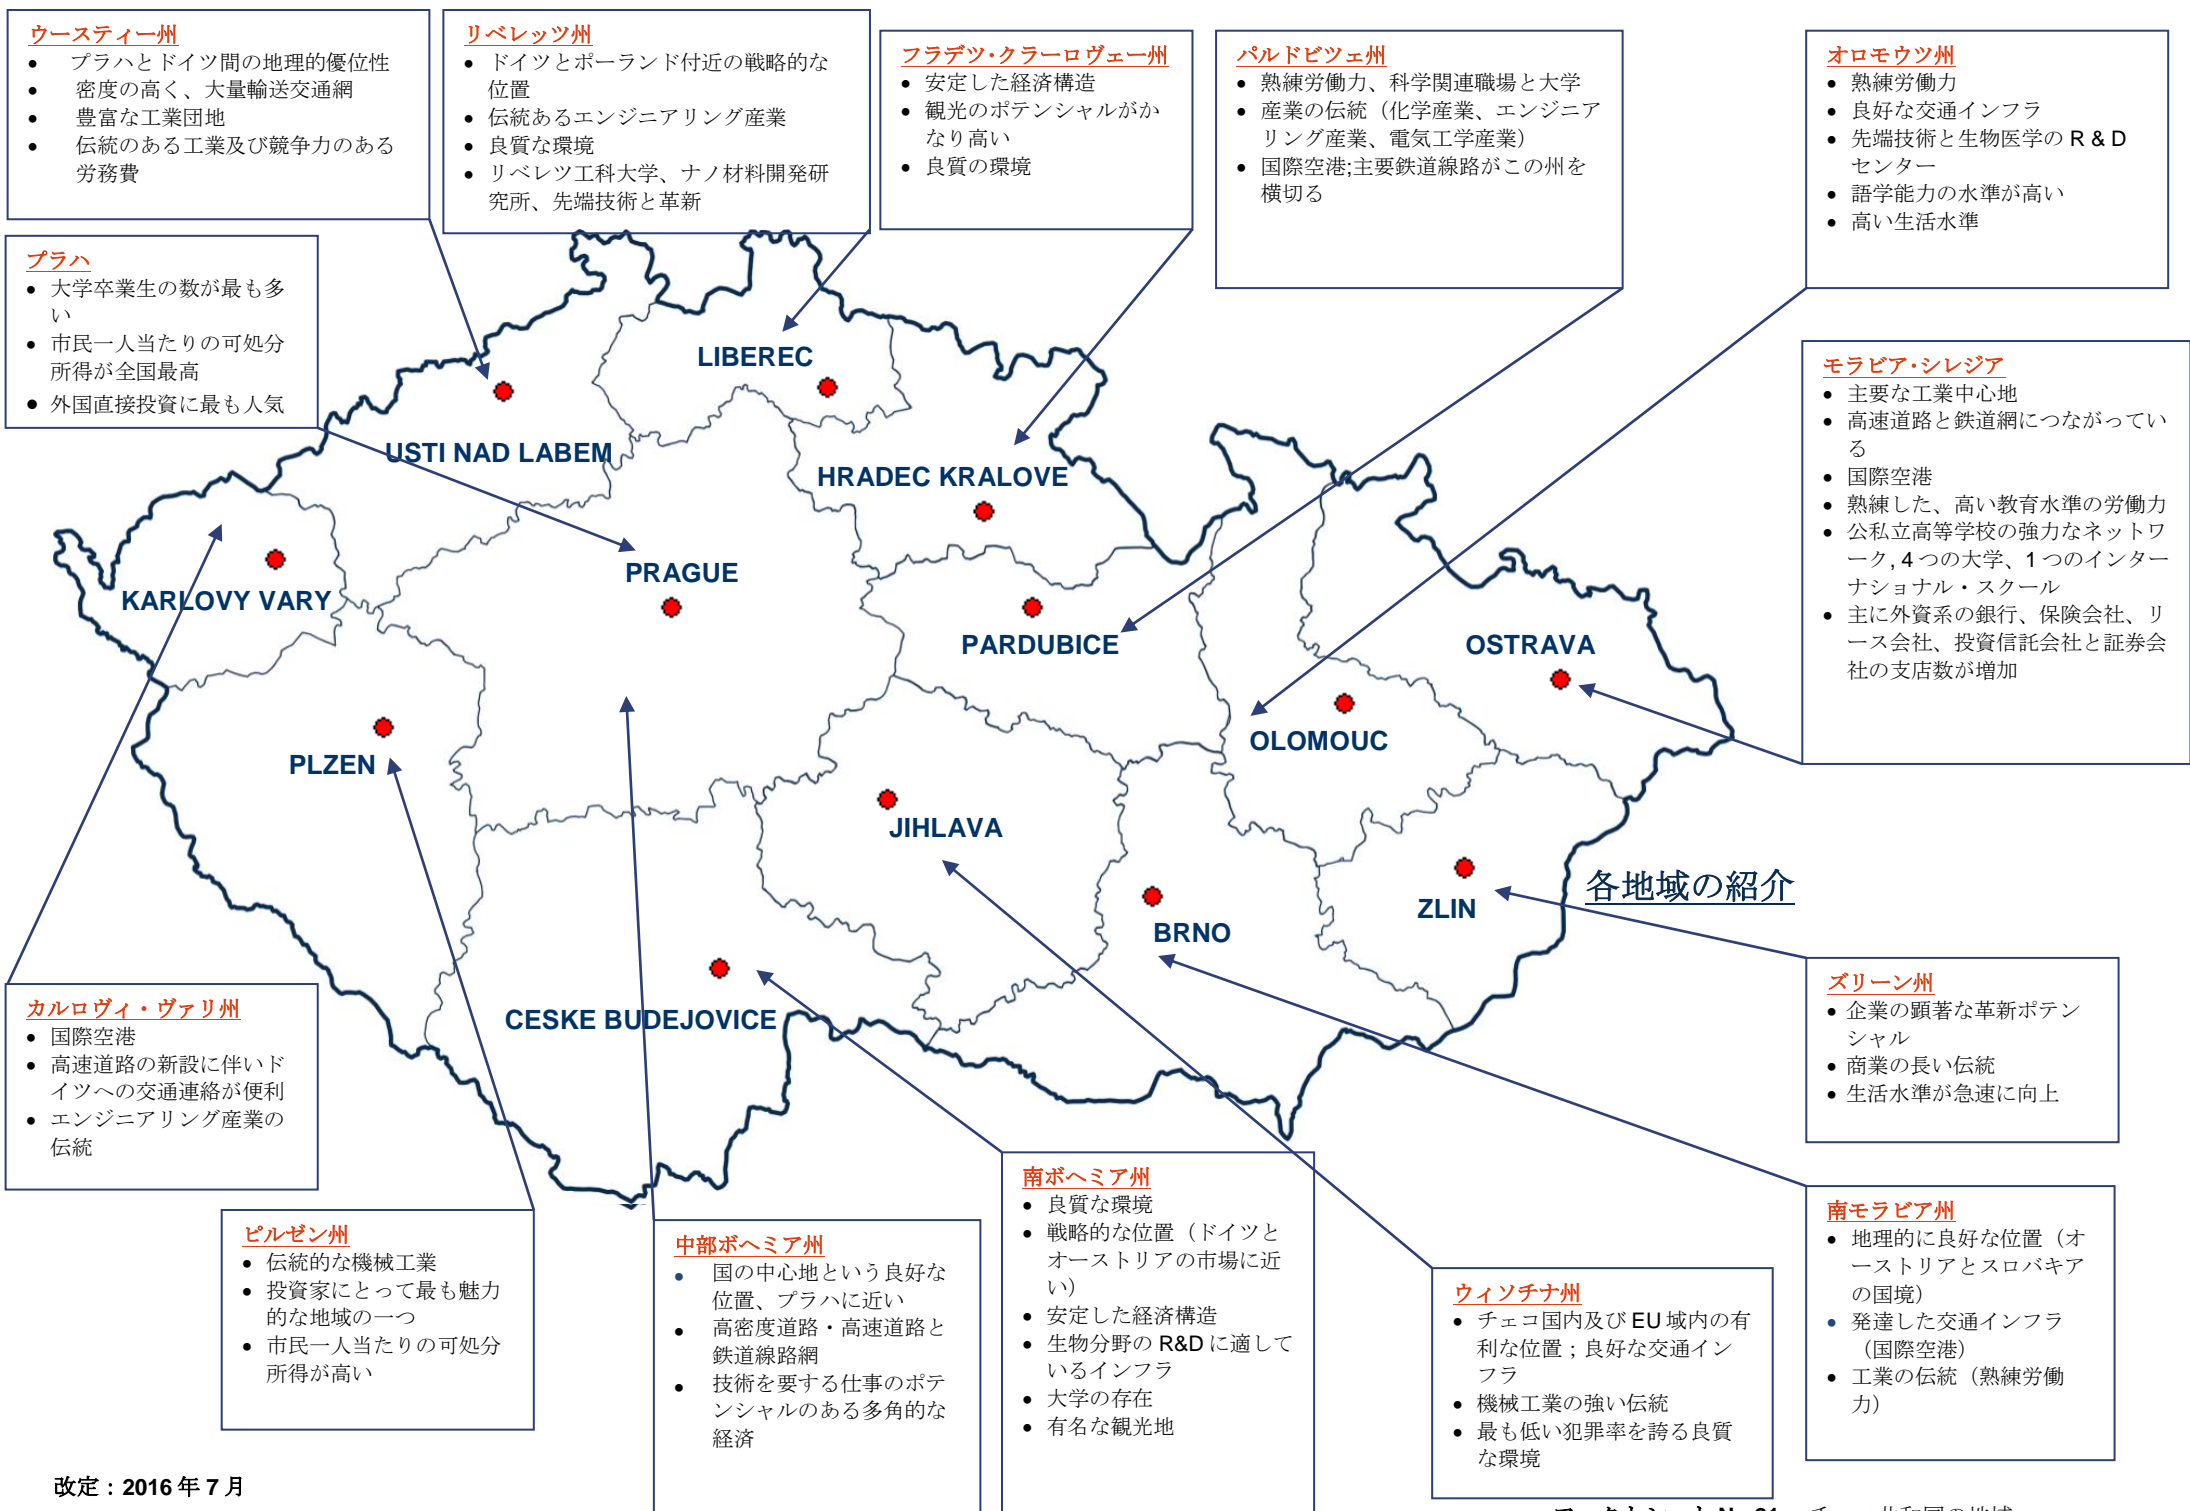 ウースティー州
• プラハとドイツ間の地理的優位性
• 密度の高く、大量輸送交通網
• 豊富な工業団地
• 伝統のある工業及び競争力のある
労務費
リベレッツ州
• ドイツとポーランド付近の戦略的な
位置
• 伝統あるエンジニアリング産業
• 良質な環境
• リベレツ工科大学、ナノ材料開発研
究所、先端技術と革新
フラデツ・クラーロヴェー州
• 安定した経済構造
• 観光のポテンシャルがか
なり高い
• 良質の環境
パルドビツェ州
• 熟練労働力、科学関連職場と大学
• 産業の伝統（化学産業、エンジニア
リング産業、電気工学産業）
• 国際空港;主要鉄道線路がこの州を
横切る
オロモウツ州
• 熟練労働力
• 良好な交通インフラ
• 先端技術と生物医学の R & D
センター
• 語学能力の水準が高い
• 高い生活水準
プラハ
• 大学卒業生の数が最も多
い
• 市民一人当たりの可処分
所得が全国最高
• 外国直接投資に最も人気
モラビア・シレジア
• 主要な工業中心地
• 高速道路と鉄道網につながってい
る
• 国際空港
• 熟練した、高い教育水準の労働力
• 公私立高等学校の強力なネットワ
ーク, 4 つの大学、1 つのインター
ナショナル・スクール
• 主に外資系の銀行、保険会社、リ
ース会社、投資信託会社と証券会
社の支店数が増加
LIBEREC
USTI NAD LABEM
HRADEC KRALOVE
PRAGUE
KARLOVY VARY
PARDUBICE
OSTRAVA
OLOMOUC
PLZEN
JIHLAVA
各地域の紹介
ZLIN
BRNO
CESKE BUDEJOVICE
カルロヴィ・ヴァリ州
• 国際空港
• 高速道路の新設に伴いド
イツへの交通連絡が便利
• エンジニアリング産業の
伝統
ズリーン州
• 企業の顕著な革新ポテン
シャル
• 商業の長い伝統
• 生活水準が急速に向上
ピルゼン州
• 伝統的な機械工業
• 投資家にとって最も魅力
的な地域の一つ
• 市民一人当たりの可処分
所得が高い
中部ボヘミア州
• 国の中心地という良好な
位置、プラハに近い
• 高密度道路・高速道路と
鉄道線路網
• 技術を要する仕事のポテ
ンシャルのある多角的な
経済
南ボヘミア州
• 良質な環境
• 戦略的な位置（ドイツと
オーストリアの市場に近
い）
• 安定した経済構造
• 生物分野の R&D に適して
いるインフラ
• 大学の存在
• 有名な観光地
ウィソチナ州
• チェコ国内及び EU 域内の有
利な位置；良好な交通イン
フラ
• 機械工業の強い伝統
• 最も低い犯罪率を誇る良質
な環境
南モラビア州
• 地理的に良好な位置（オ
ーストリアとスロバキア
の国境）
• 発達した交通インフラ
（国際空港）
• 工業の伝統（熟練労働
力）
改定：2016 年 7 月